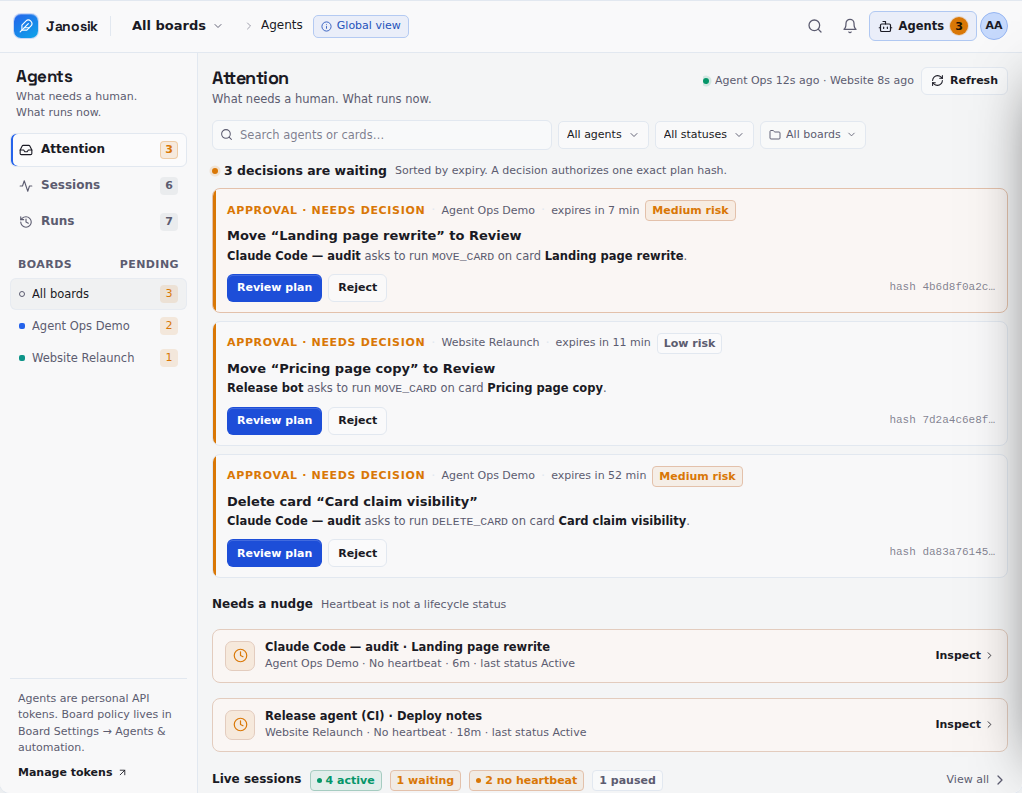 Janosik
All boards
Agents
Global view
Agents 3
AA
Agents
What needs a human.
What runs now.
Attention 3
Sessions 6
Runs 7
BOARDS PENDING
All boards 3
Agent Ops Demo 2
Website Relaunch 1
Agents are personal API
tokens. Board policy lives in
Board Settings → Agents &
automation.
Manage tokens ↗
Attention
What needs a human. What runs now.
Agent Ops 12s ago · Website 8s ago
Refresh
Search agents or cards…
All agents
All statuses
All boards
3 decisions are waiting Sorted by expiry. A decision authorizes one exact plan hash.
APPROVAL · NEEDS DECISION · Agent Ops Demo · expires in 7 min Medium risk
Move “Landing page rewrite” to Review
Claude Code — audit asks to run MOVE_CARD on card Landing page rewrite.
Review plan Reject hash 4b6d8f0a2c…
APPROVAL · NEEDS DECISION · Website Relaunch · expires in 11 min Low risk
Move “Pricing page copy” to Review
Release bot asks to run MOVE_CARD on card Pricing page copy.
Review plan Reject hash 7d2a4c6e8f…
APPROVAL · NEEDS DECISION · Agent Ops Demo · expires in 52 min Medium risk
Delete card “Card claim visibility”
Claude Code — audit asks to run DELETE_CARD on card Card claim visibility.
Review plan Reject hash da83a76145…
Needs a nudge Heartbeat is not a lifecycle status
Claude Code — audit · Landing page rewrite
Agent Ops Demo · No heartbeat · 6m · last status Active
Inspect
Release agent (CI) · Deploy notes
Website Relaunch · No heartbeat · 18m · last status Active
Inspect
Live sessions 4 active 1 waiting 2 no heartbeat 1 paused View all